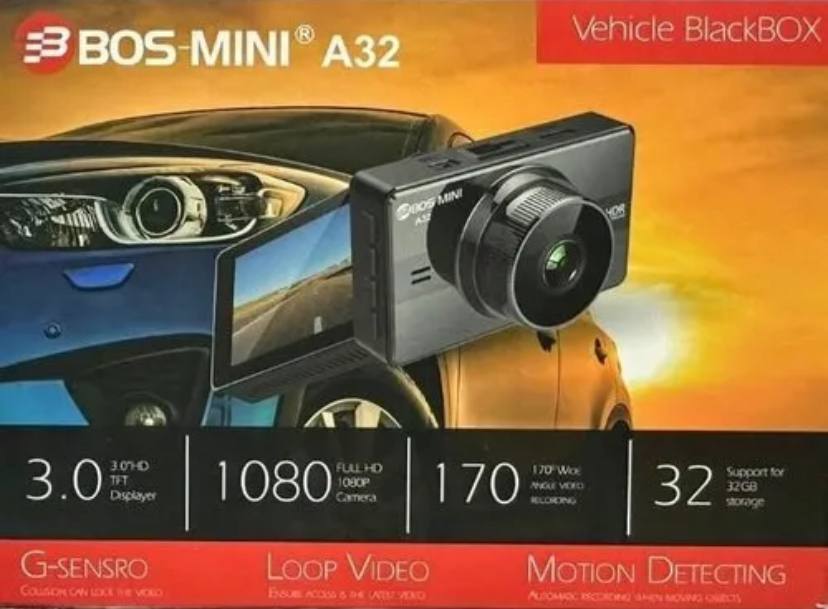 BOS-MINI® A32
Vehicle BlackBOX
BOS MINI
A32
HDR
3.0
3.0"HD
TFT
Displayer
1080
FULL HD
1080P
Camera
170
170° Wide
ANGLE VIDEO
RECORDING
32
Support for
32GB
storage
G-SENSRO
COLLISION CAN LOCK THE VIDEO
LOOP VIDEO
ENSURE ACCESS IS THE LATEST VIDEO
MOTION DETECTING
AUTOMATIC RECORDING WHEN MOVING OBJECTS